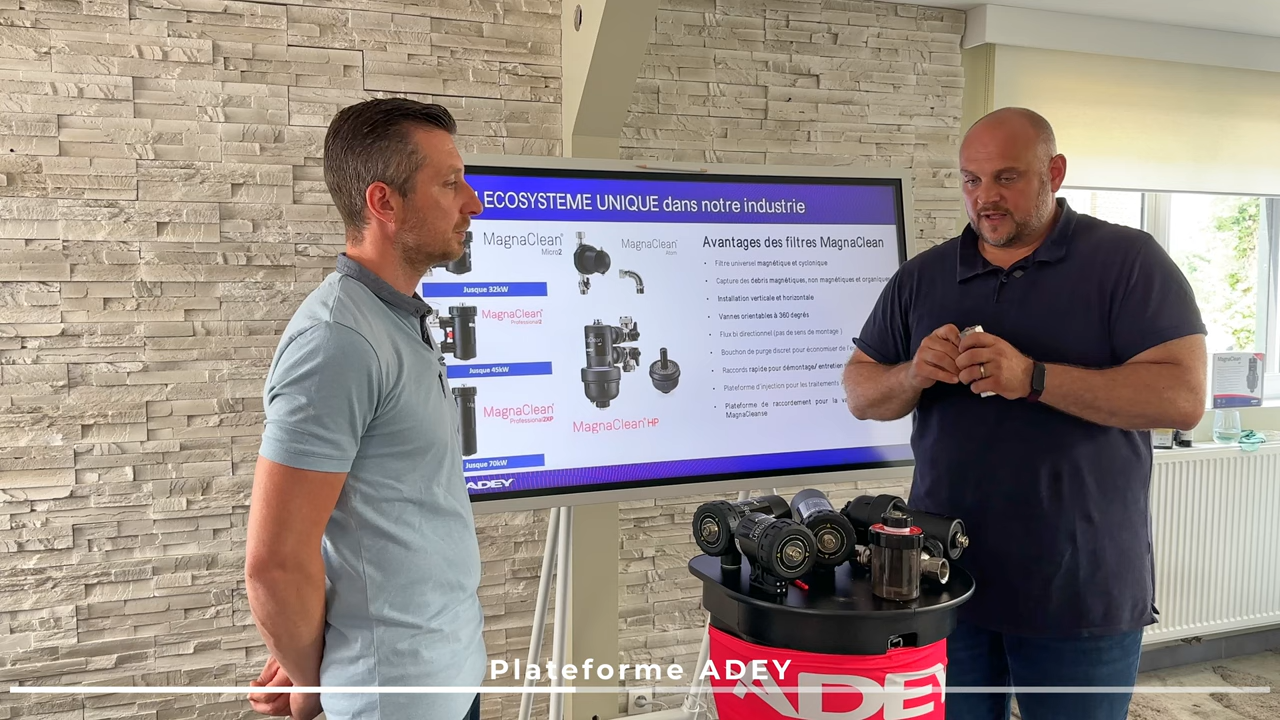 ECOSYSTEME UNIQUE dans notre industrie
MagnaClean®
Micro2
Jusque 32kW
MagnaClean®
Professional2
Jusque 45kW
MagnaClean®
Professional2XP
Jusque 70kW
ADEY
MagnaClean®
Atom
MagnaClean® HP
Avantages des filtres MagnaClean
• Filtre universel magnétique et cyclonique
• Capture des debris magnétiques, non magnétiques et organiques
• Installation verticale et horizontale
• Vannes orientables à 360 degrés
• Flux bi directionnel (pas de sens de montage )
• Bouchon de purge discret pour économiser de l
• Raccords rapide pour démontage/ entretien
• Plateforme d'injection pour les traitements
• Plateforme de raccordement pour la
MagnaCleanse
Plateforme ADEY
ADEY